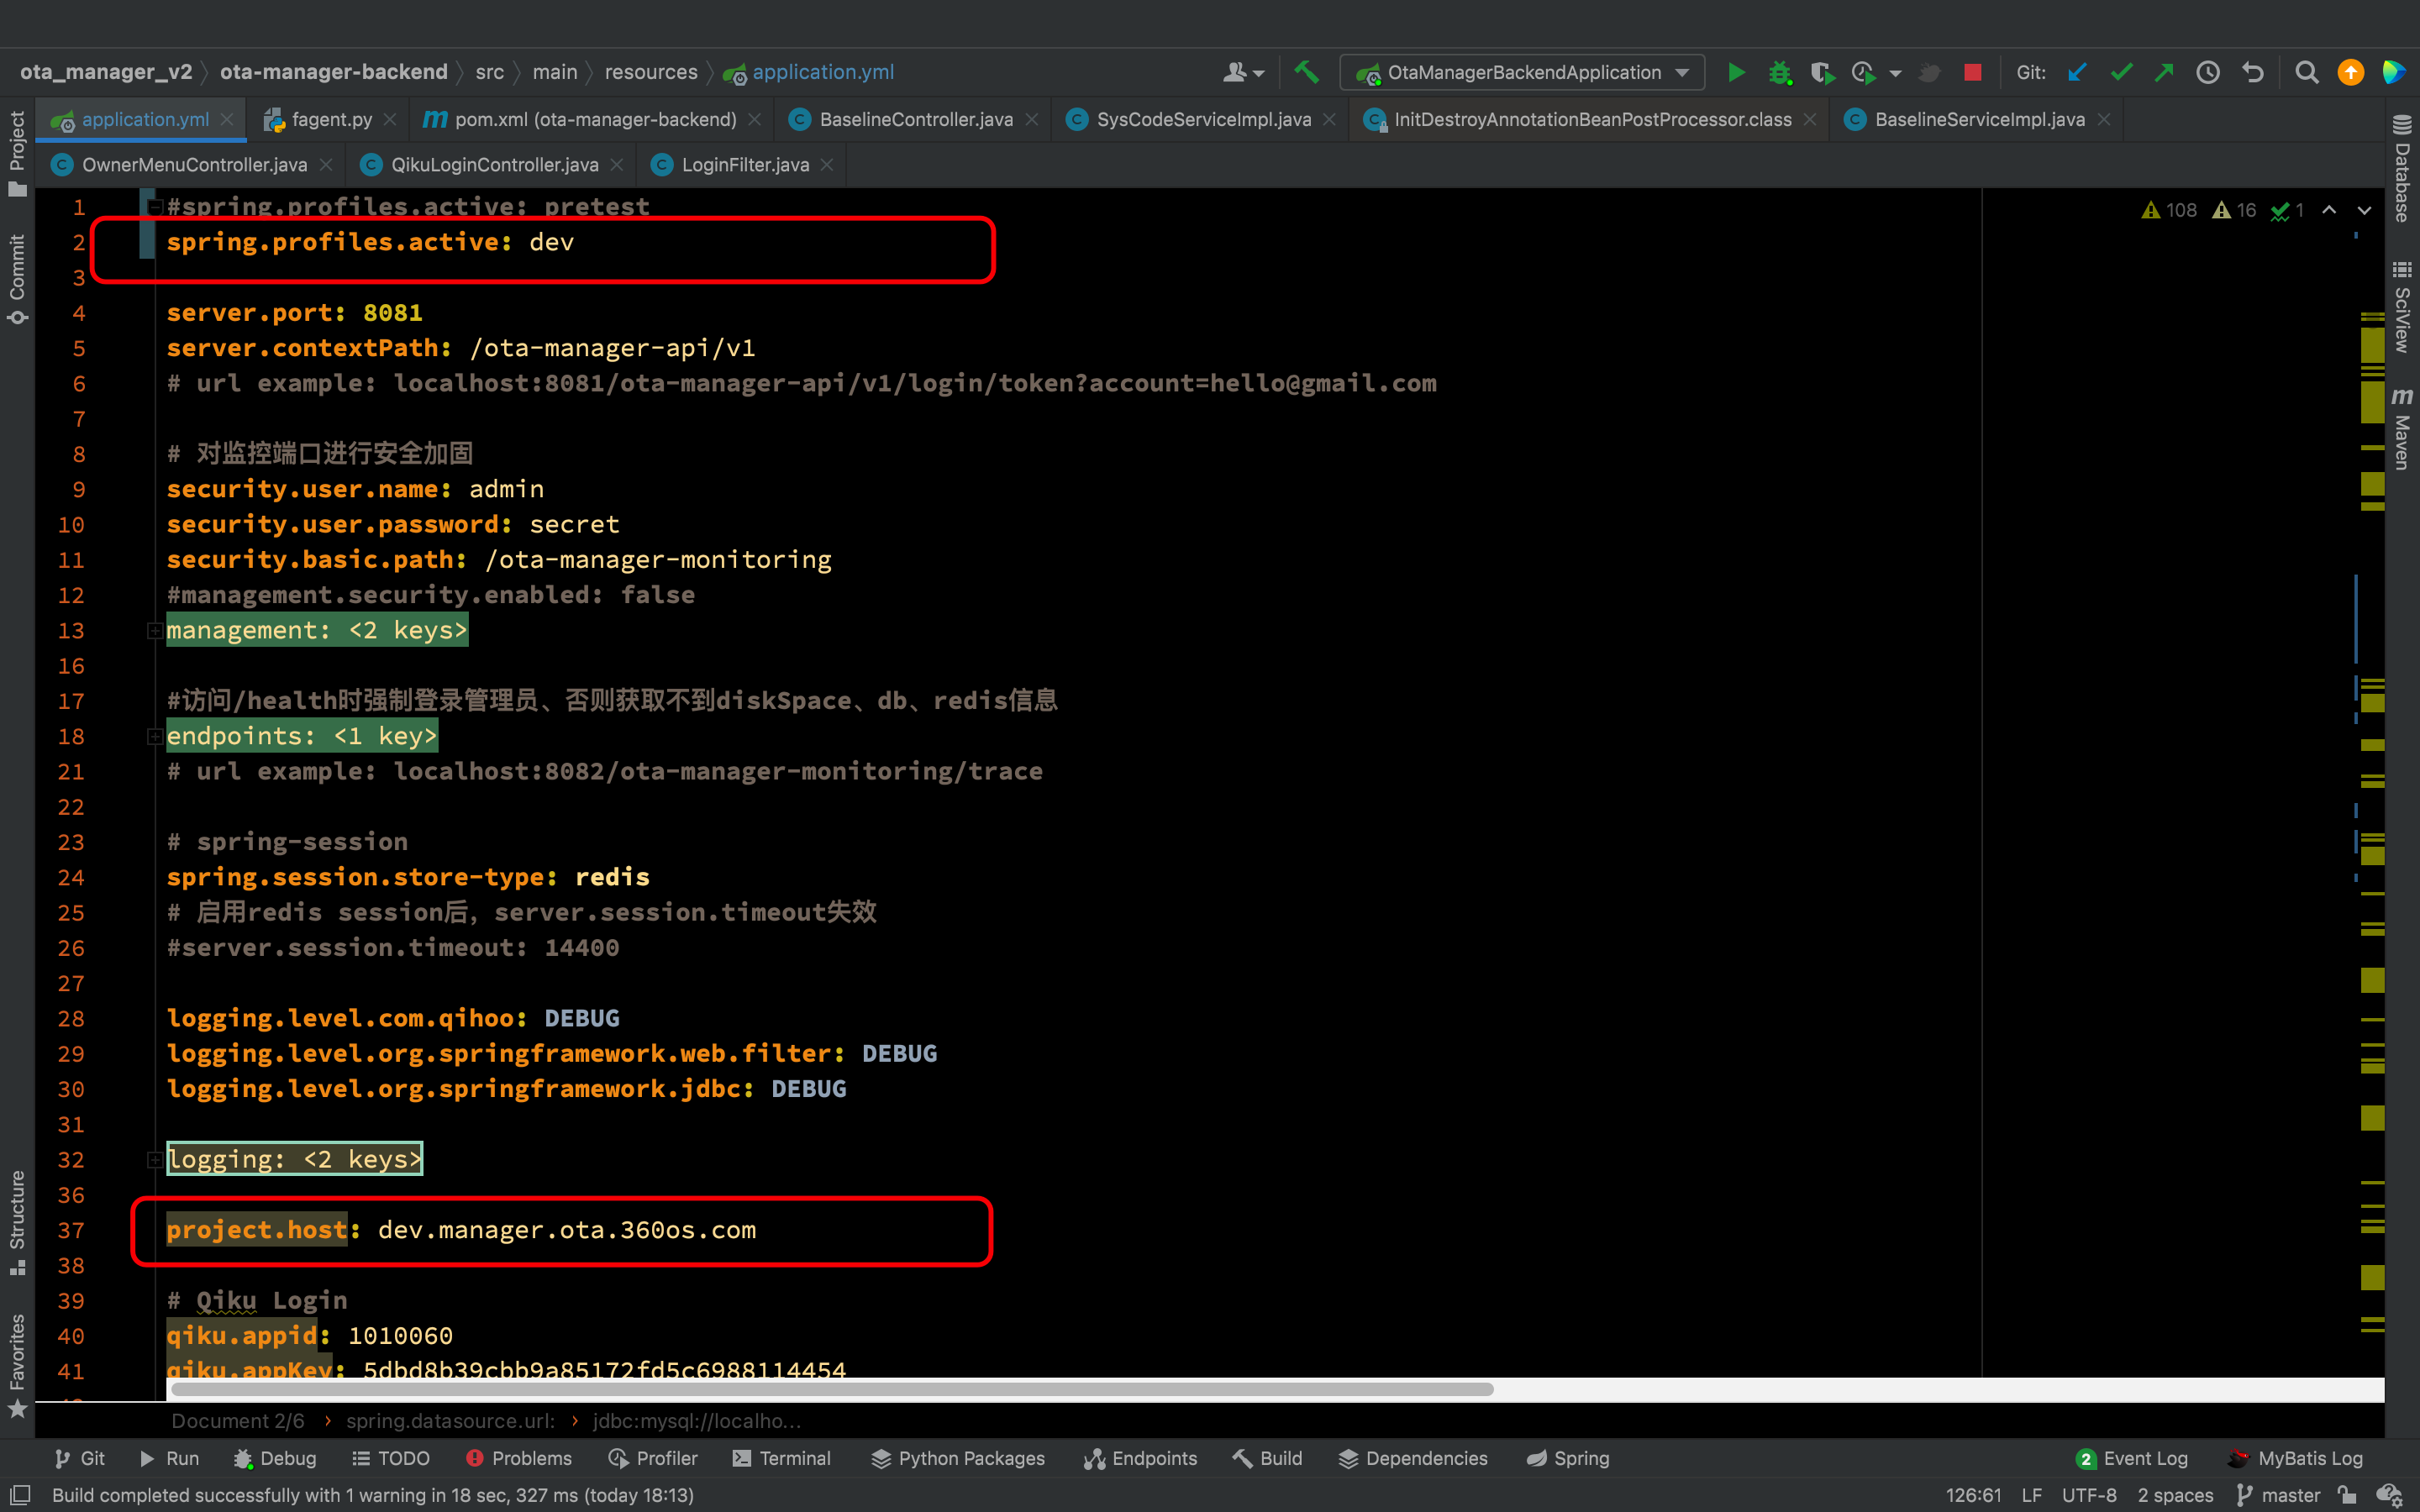 ota_manager_v2 ota-manager-backend src main resources application.yml OtaManagerBackendApplication Git:
application.yml fagent.py pom.xml (ota-manager-backend) BaselineController.java SysCodeServiceImpl.java InitDestroyAnnotationBeanPostProcessor.class BaselineServiceImpl.java
OwnerMenuController.java QikuLoginController.java LoginFilter.java
Project
Commit
Structure
Favorites
Database
SciView
Maven
108 16 1
1 #spring.profiles.active: pretest
2 spring.profiles.active: dev
3
4 server.port: 8081
5 server.contextPath: /ota-manager-api/v1
6 # url example: localhost:8081/ota-manager-api/v1/login/token?account=hello@gmail.com
7
8 # 对监控端口进行安全加固
9 security.user.name: admin
10 security.user.password: secret
11 security.basic.path: /ota-manager-monitoring
12 #management.security.enabled: false
13 management: <2 keys>
16
17 #访问/health时强制登录管理员、否则获取不到diskSpace、db、redis信息
18 endpoints: <1 key>
21 # url example: localhost:8082/ota-manager-monitoring/trace
22
23 # spring-session
24 spring.session.store-type: redis
25 # 启用redis session后，server.session.timeout失效
26 #server.session.timeout: 14400
27
28 logging.level.com.qihoo: DEBUG
29 logging.level.org.springframework.web.filter: DEBUG
30 logging.level.org.springframework.jdbc: DEBUG
31
32 logging: <2 keys>
36
37 project.host: dev.manager.ota.360os.com
38
39 # Qiku Login
40 qiku.appid: 1010060
41 qiku.appKey: 5dbd8b39cbb9a85172fd5c6988114454
Document 2/6 › spring.datasource.url: › jdbc:mysql://localho...
Git Run Debug TODO Problems Profiler Terminal Python Packages Endpoints Build Dependencies Spring 2 Event Log MyBatis Log
Build completed successfully with 1 warning in 18 sec, 327 ms (today 18:13) 126:61 LF UTF-8 2 spaces master